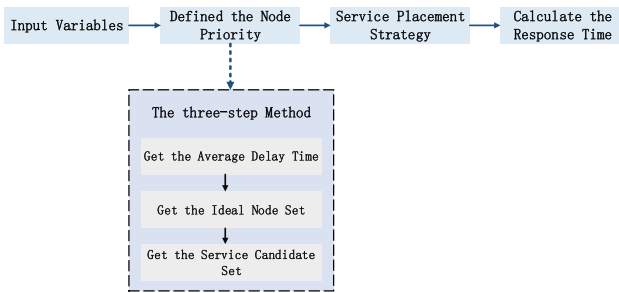 Input Variables
Defined the Node
Priority
Service Placement
Strategy
Calculate the
Response Time
The three-step Method
Get the Average Delay Time
Get the Ideal Node Set
Get the Service Candidate
Set